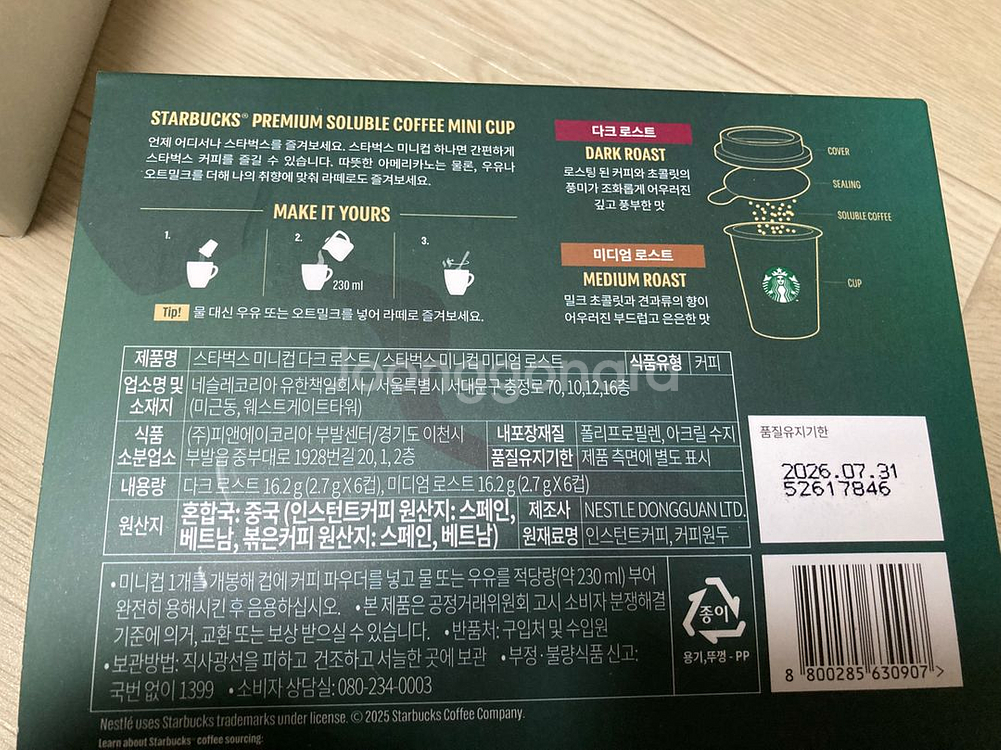 STARBUCKS® PREMIUM SOLUBLE COFFEE MINI CUP
언제 어디서나 스타벅스를 즐겨보세요. 스타벅스 미니컵 하나면 간편하게
스타벅스 커피를 즐길 수 있습니다. 따뜻한 아메리카노는 물론, 우유나
오트밀크를 더해 나의 취향에 맞춰 라떼로도 즐겨보세요.
MAKE IT YOURS
1.
2.
230 ml
3.
Tip! 물 대신 우유 또는 오트밀크를 넣어 라떼로 즐겨보세요.
다크 로스트
DARK ROAST
로스팅 된 커피와 초콜릿의
풍미가 조화롭게 어우러진
깊고 풍부한 맛
미디엄 로스트
MEDIUM ROAST
밀크 초콜릿과 견과류의 향이
어우러진 부드럽고 은은한 맛
COVER
SEALING
SOLUBLE COFFEE
CUP
제품명 스타벅스 미니컵 다크 로스트 / 스타벅스 미니컵 미디엄 로스트 식품유형 커피
업소명 및 소재지 네슬레코리아 유한책임회사 / 서울특별시 서대문구 충정로 70, 10, 12, 16층
(미근동, 웨스트게이트타워)
식품소분업소 (주)피앤에이코리아 부발센터/경기도 이천시
부발읍 중부대로 1928번길 20, 1, 2층
내포장재질 폴리프로필렌, 아크릴 수지
품질유지기한 제품 측면에 별도 표시
내용량 다크 로스트 16.2 g (2.7 g X 6컵), 미디엄 로스트 16.2 g (2.7 g X 6컵)
원산지 혼합국: 중국 (인스턴트커피 원산지: 스페인,
베트남, 볶은커피 원산지: 스페인, 베트남)
제조사 NESTLE DONGGUAN LTD.
원재료명 인스턴트커피, 커피원두
• 미니컵 1개를 개봉해 컵에 커피 파우더를 넣고 물 또는 우유를 적당량(약 230 ml) 부어
완전히 용해시킨 후 음용하십시오. • 본 제품은 공정거래위원회 고시 소비자 분쟁해결
기준에 의거, 교환 또는 보상 받으실 수 있습니다. • 반품처: 구입처 및 수입원
• 보관방법: 직사광선을 피하고 건조하고 서늘한 곳에 보관 • 부정·불량식품 신고:
국번 없이 1399 • 소비자 상담실: 080-234-0003
종이
용기, 뚜껑 - PP
품질유지기한
2026.07.31
52617846
8 800285 630907 >
Nestlé uses Starbucks trademarks under license. © 2025 Starbucks Coffee Company.
Learn about Starbucks® coffee sourcing:
joonggonara